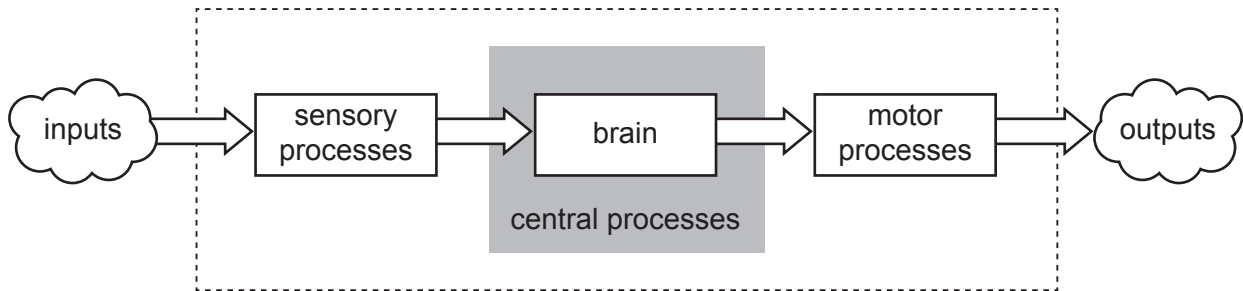 inputs
sensory
processes
brain
central processes
motor
processes
outputs